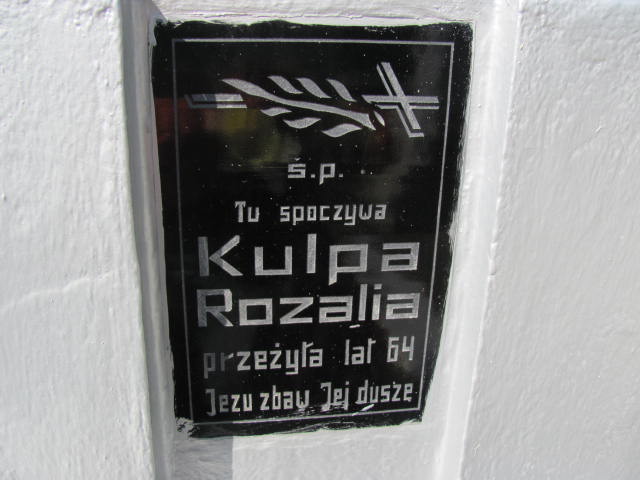 ś.p.
Tu spoczywa
Kulpa
Rozalia
przeżyła lat 64
Jezu zbaw Jej duszę